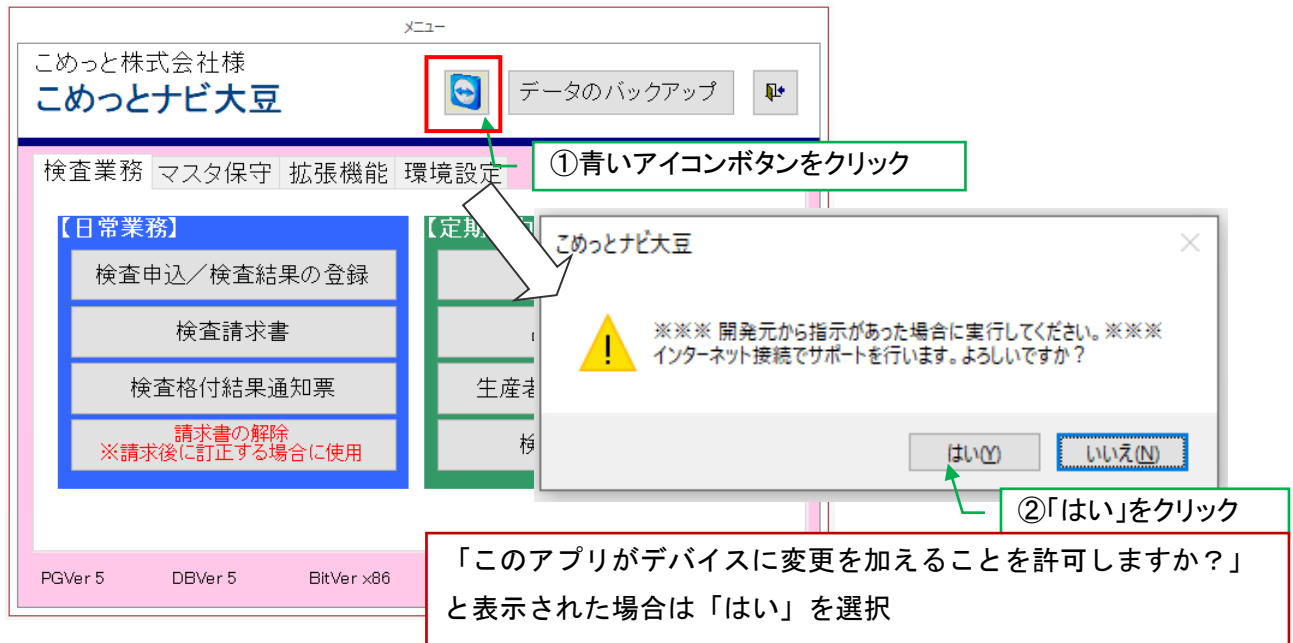 メニュー
こめっと株式会社様
こめっとナビ大豆
データのバックアップ
①青いアイコンボタンをクリック
検査業務 マスタ保守 拡張機能 環境設定
【日常業務】
検査申込／検査結果の登録
検査請求書
検査格付結果通知票
請求書の解除
※請求後に訂正する場合に使用
【定期
生産者
検
こめっとナビ大豆
※※※ 開発元から指示があった場合に実行してください。※※※
インターネット接続でサポートを行います。よろしいですか？
はい(Y) いいえ(N)
②「はい」をクリック
「このアプリがデバイスに変更を加えることを許可しますか？」
と表示された場合は「はい」を選択
PGVer 5 DBVer 5 BitVer x86